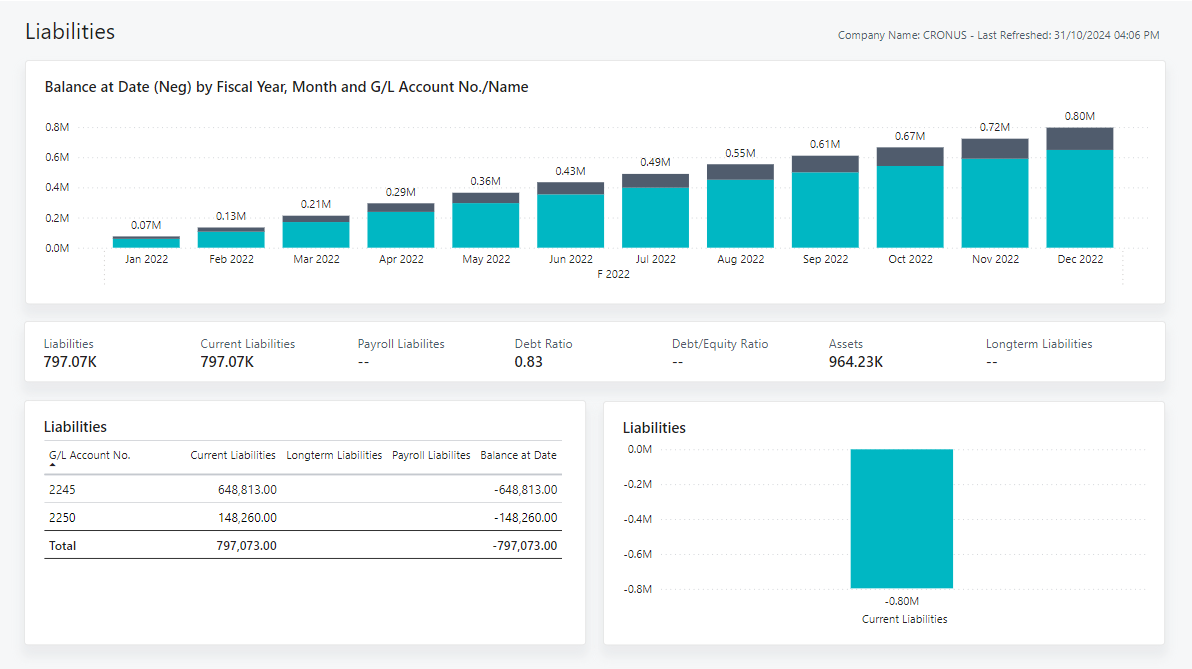 Liabilities
Company Name: CRONUS - Last Refreshed: 31/10/2024 04:06 PM
Balance at Date (Neg) by Fiscal Year, Month and G/L Account No./Name
0.8M
0.6M
0.4M
0.2M
0.0M
0.07M 0.13M 0.21M 0.29M 0.36M 0.43M 0.49M 0.55M 0.61M 0.67M 0.72M 0.80M
Jan 2022 Feb 2022 Mar 2022 Apr 2022 May 2022 Jun 2022 Jul 2022 Aug 2022 Sep 2022 Oct 2022 Nov 2022 Dec 2022
F 2022
Liabilities Current Liabilities Payroll Liabilites Debt Ratio Debt/Equity Ratio Assets Longterm Liabilities
797.07K 797.07K -- 0.83 -- 964.23K --
Liabilities
G/L Account No. Current Liabilities Longterm Liabilities Payroll Liabilites Balance at Date
2245 648,813.00 -648,813.00
2250 148,260.00 -148,260.00
Total 797,073.00 -797,073.00
Liabilities
0.0M
-0.2M
-0.4M
-0.6M
-0.8M
-0.80M
Current Liabilities